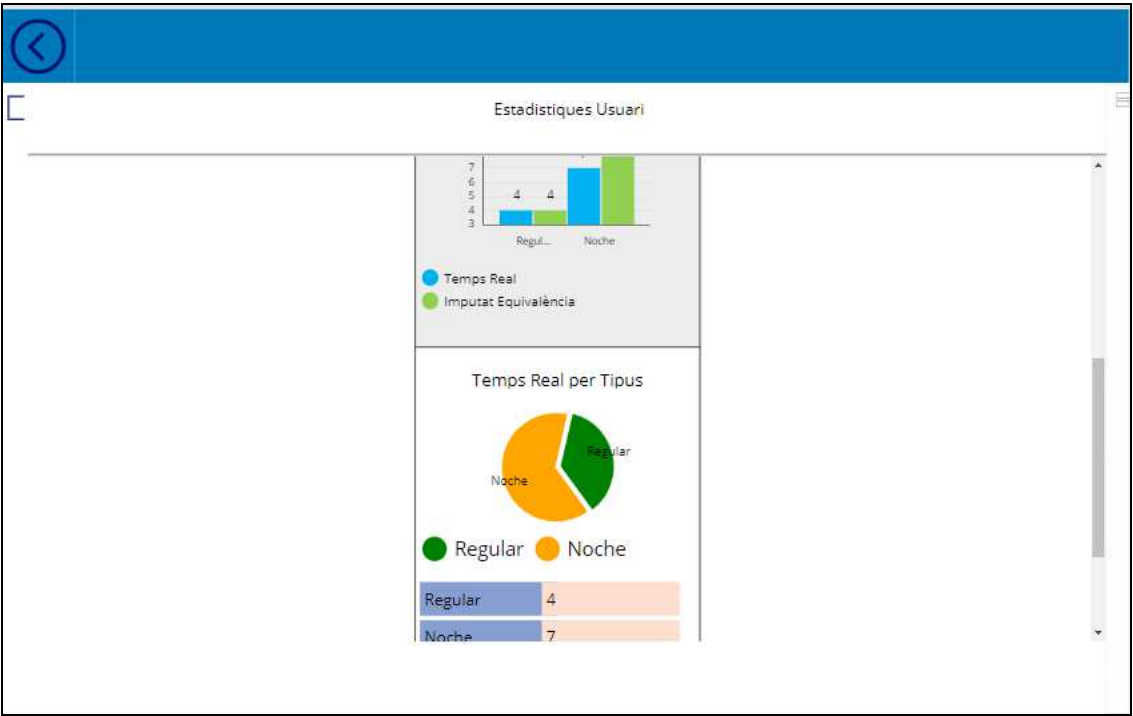 Estadistiques Usuari
7
6
5
4
3
4 4
Regul... Noche
Temps Real
Imputat Equivalència
Temps Real per Tipus
Regular
Noche
Regular Noche
Regular 4
Noche 7